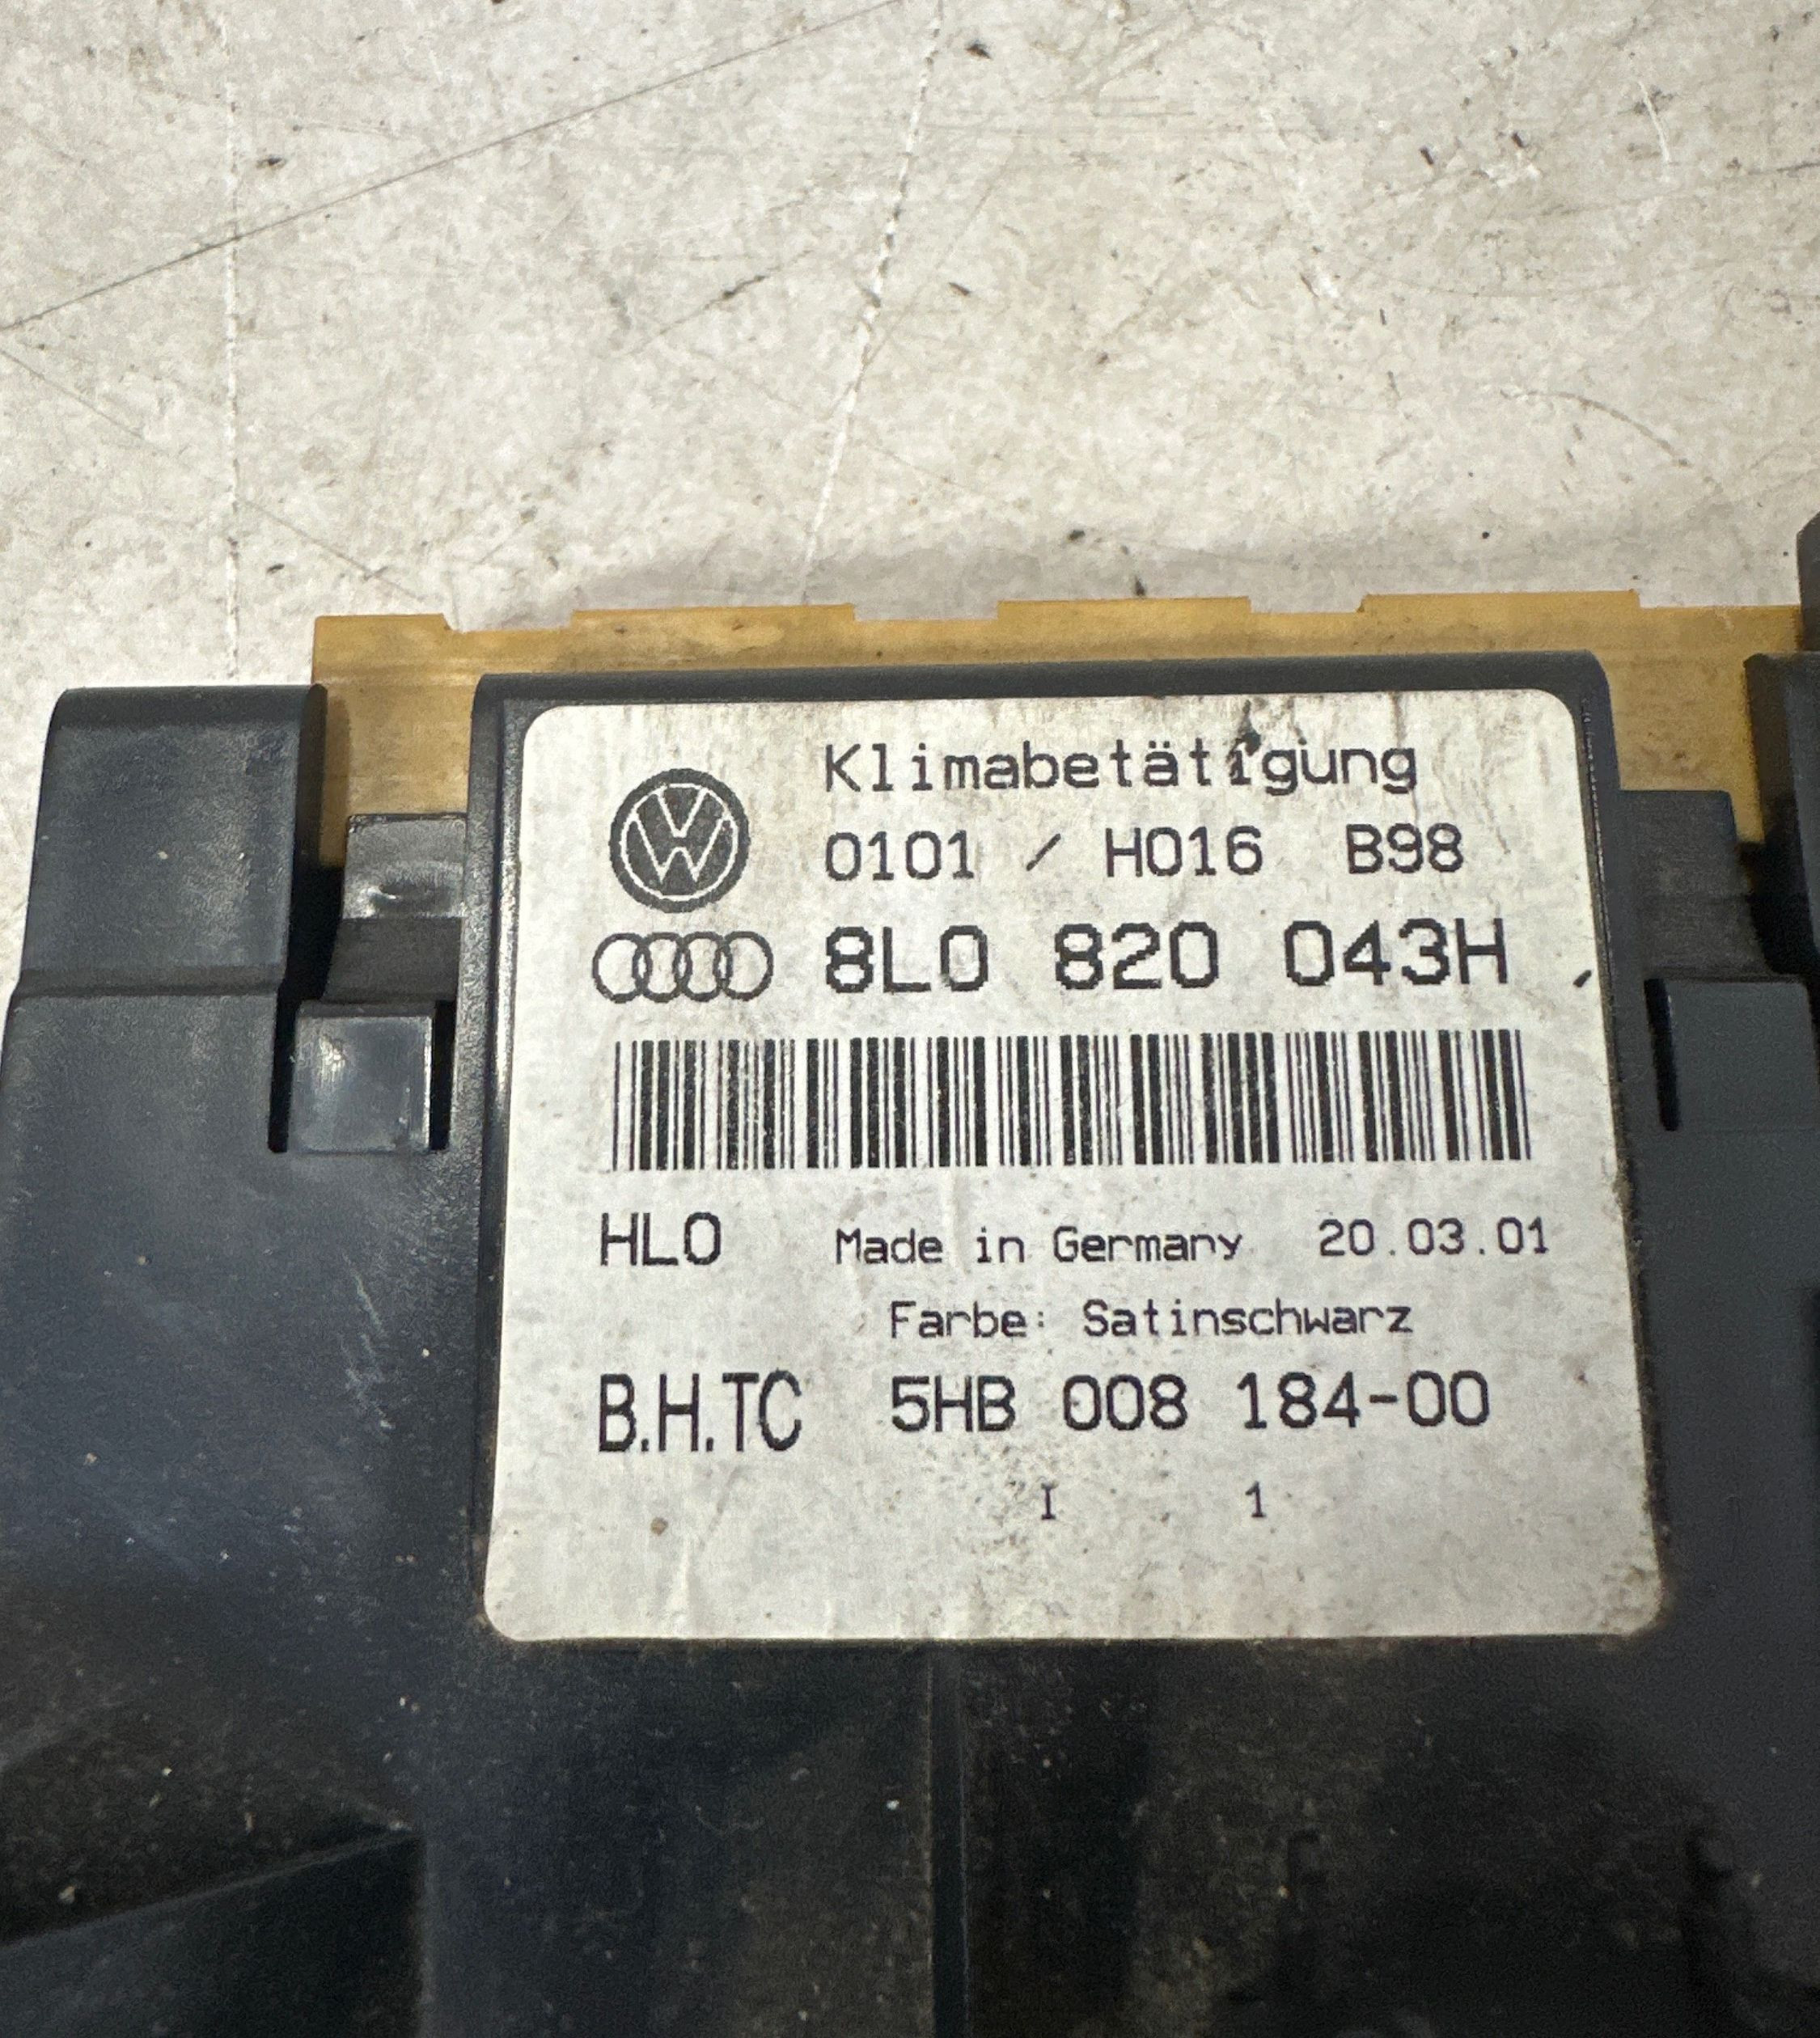 Klimabetätigung
0101 / H016 B98
8L0 820 043H
HLO Made in Germany 20.03.01
Farbe: Satinschwarz
B.H.TC 5HB 008 184-00
I 1